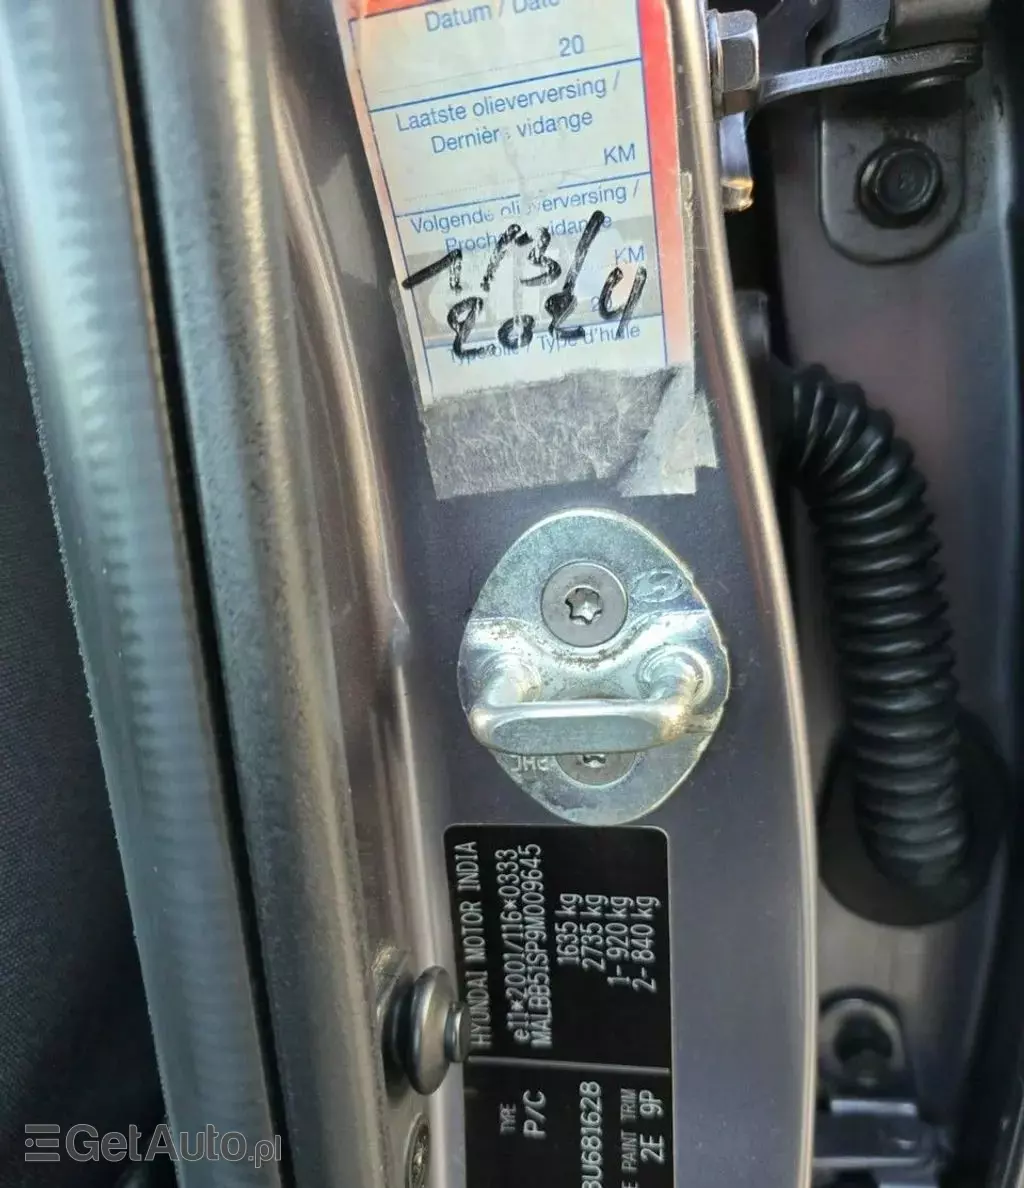 Datum / Date
20
Laatste olieverversing /
Dernière vidange
KM
Volgende olieverversing /
Proch vidange
KM
1/3/
2024
Type olie / Type d'huile
PHC
HYUNDAI MOTOR INDIA
e11*2001/116*0333
MALBB51SP9M009645
1635 kg
2735 kg
1- 920 kg
2- 840 kg
TYPE
P/C
BU681628
E PAINT TRIM
2E 9P
GetAuto.pl